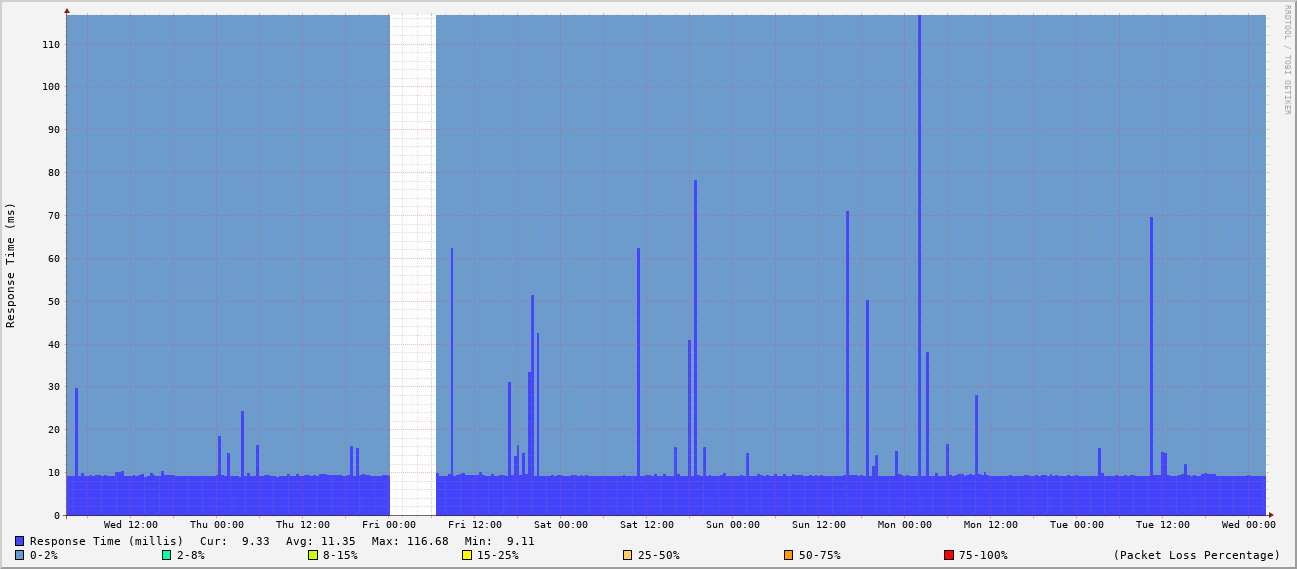 RRDTOOL / TOBI OETIKER
Response Time (ms)
110
100
90
80
70
60
50
40
30
20
10
0
Wed 12:00 Thu 00:00 Thu 12:00 Fri 00:00 Fri 12:00 Sat 00:00 Sat 12:00 Sun 00:00 Sun 12:00 Mon 00:00 Mon 12:00 Tue 00:00 Tue 12:00 Wed 00:00
Response Time (millis) Cur: 9.33 Avg: 11.35 Max: 116.68 Min: 9.11
0-2% 2-8% 8-15% 15-25% 25-50% 50-75% 75-100% (Packet Loss Percentage)